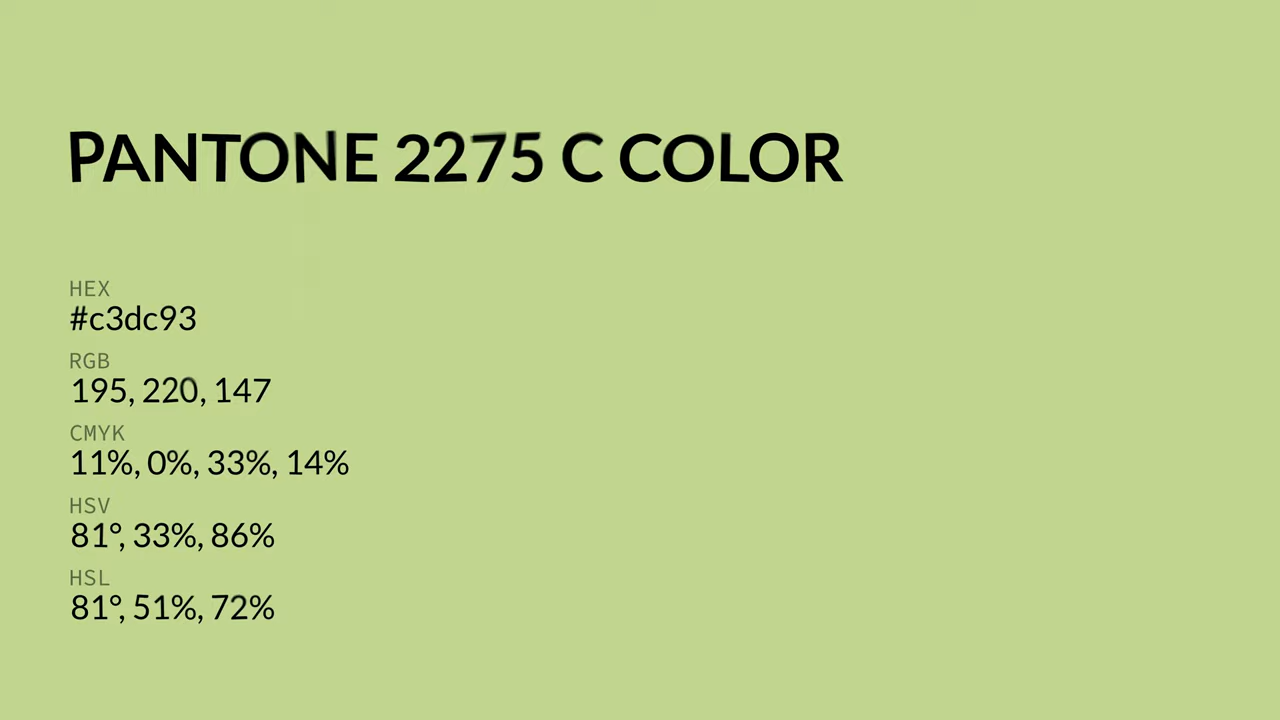 PANTONE 2275 C COLOR
HEX
#c3dc93
RGB
195, 220, 147
CMYK
11%, 0%, 33%, 14%
HSV
81°, 33%, 86%
HSL
81°, 51%, 72%